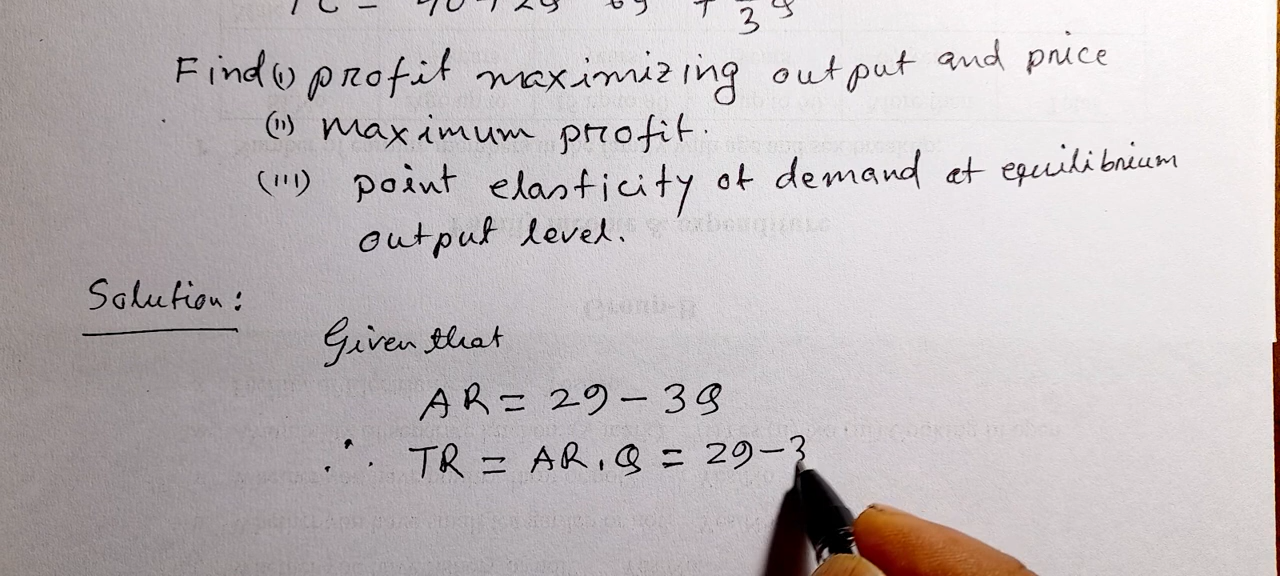 3
Find (i) profit maximizing output and price
(ii) maximum profit.
(iii) point elasticity of demand at equilibrium
output level.
Solution:
Given that
AR = 29 - 3Q
∴ TR = AR . Q = 29 - 3